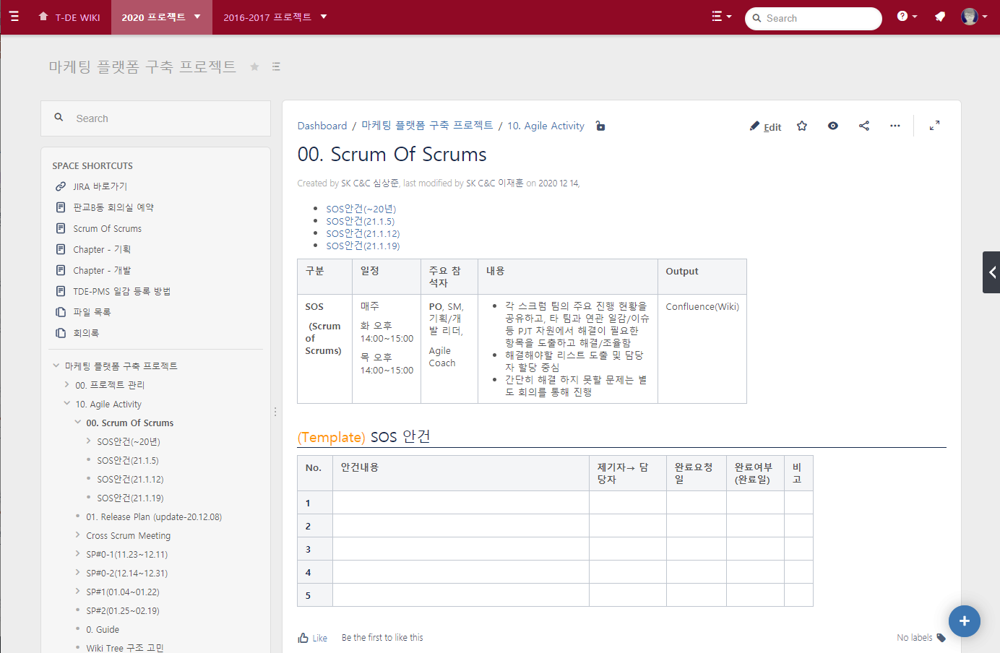 T-DE WIKI
2020 프로젝트
2016-2017 프로젝트
Search
마케팅 플랫폼 구축 프로젝트
Search
SPACE SHORTCUTS
JIRA 바로가기
판교B동 회의실 예약
Scrum Of Scrums
Chapter - 기획
Chapter - 개발
TDE-PMS 일감 등록 방법
파일 목록
회의록
마케팅 플랫폼 구축 프로젝트
00. 프로젝트 관리
10. Agile Activity
00. Scrum Of Scrums
SOS안건(~20년)
SOS안건(21.1.5)
SOS안건(21.1.12)
SOS안건(21.1.19)
01. Release Plan (update-20.12.08)
Cross Scrum Meeting
SP#0-1(11.23~12.11)
SP#0-2(12.14~12.31)
SP#1(01.04~01.22)
SP#2(01.25~02.19)
0. Guide
Wiki Tree 구조 고민
Dashboard / 마케팅 플랫폼 구축 프로젝트 / 10. Agile Activity
Edit
00. Scrum Of Scrums
Created by SK C&C 심상준, last modified by SK C&C 이재훈 on 2020 12 14,
SOS안건(~20년)
SOS안건(21.1.5)
SOS안건(21.1.12)
SOS안건(21.1.19)
구분
일정
주요 참
석자
내용
Output
SOS
(Scrum
of
Scrums)
매주
화 오후
14:00~15:00
목 오후
14:00~15:00
PO, SM,
기획/개
발 리더,
Agile
Coach
각 스크럼 팀의 주요 진행 현황을
공유하고, 타 팀과 연관 일감/이슈
등 PJT 차원에서 해결이 필요한
항목을 도출하고 해결/조율함
해결해야할 리스트 도출 및 담당
자 할당 중심
간단히 해결 하지 못할 문제는 별
도 회의를 통해 진행
Confluence(Wiki)
(Template) SOS 안건
No.
안건내용
제기자→ 담
당자
완료요청
일
완료여부
(완료일)
비
고
1
2
3
4
5
Like
Be the first to like this
No labels